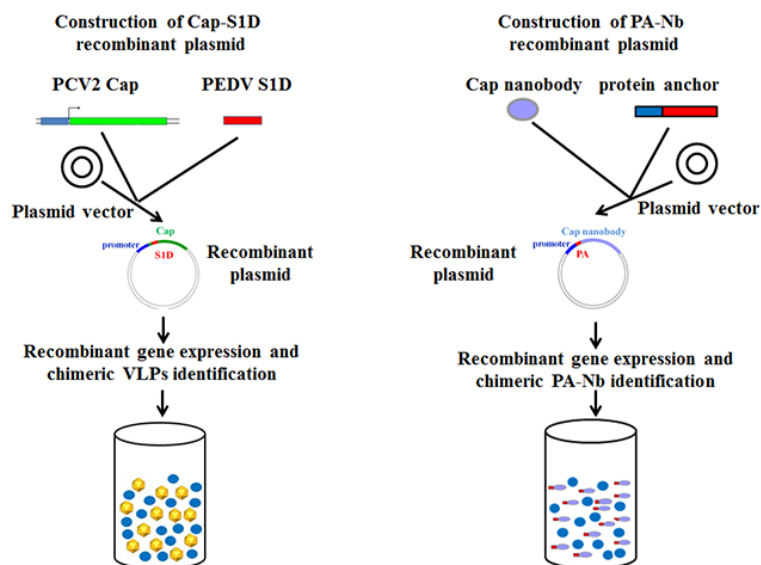 Construction of Cap-S1D
recombinant plasmid
PCV2 Cap
PEDV S1D
Plasmid vector
Cap
promoter
S1D
Recombinant
plasmid
Recombinant gene expression and
chimeric VLPs identification
Construction of PA-Nb
recombinant plasmid
Cap nanobody
protein anchor
Plasmid vector
Cap nanobody
promoter
PA
Recombinant
plasmid
Recombinant gene expression and
chimeric PA-Nb identification